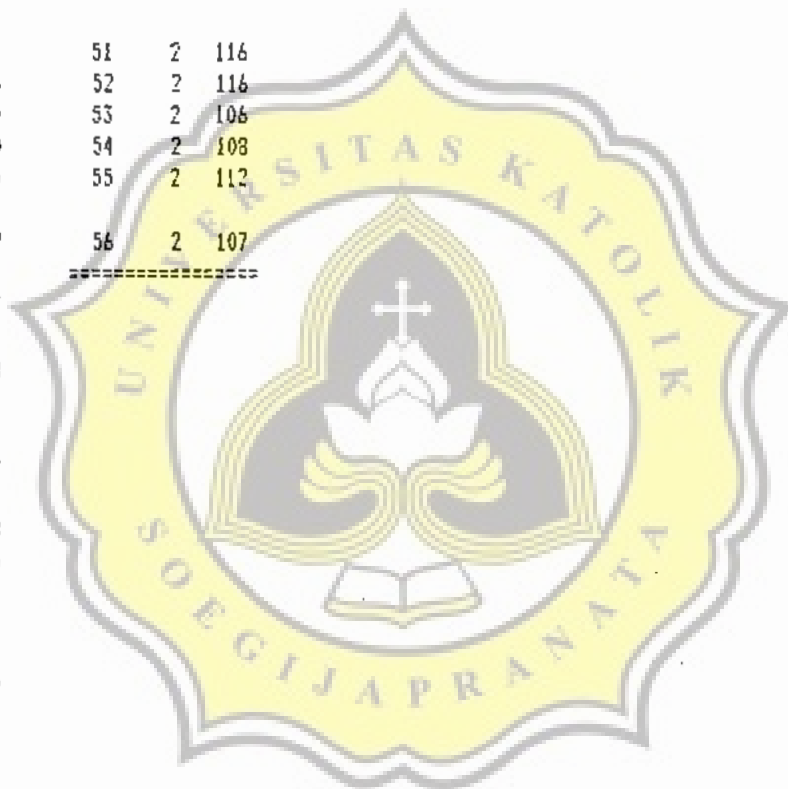 51 2 116
52 2 116
53 2 106
54 2 108
55 2 112
56 2 107
===================
UNIVERSITAS KATOLIK
SOEGIJAPRANATA